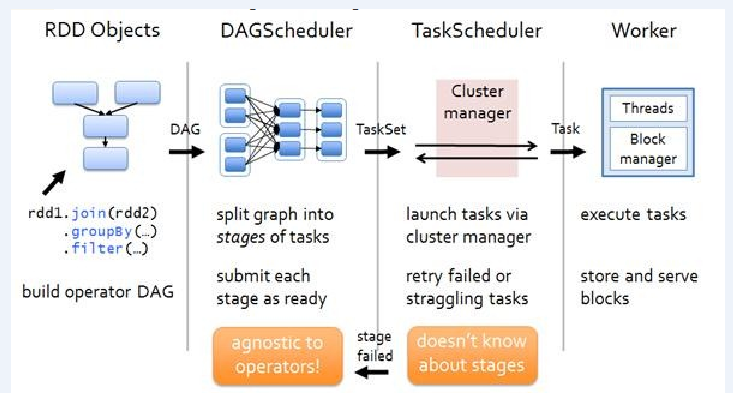 RDD Objects
DAGScheduler
TaskScheduler
Worker
DAG
TaskSet
Cluster
manager
Task
Threads
Block
manager
rdd1.join(rdd2)
.groupBy(…)
.filter(…)
build operator DAG
split graph into
stages of tasks
submit each
stage as ready
launch tasks via
cluster manager
retry failed or
straggling tasks
execute tasks
store and serve
blocks
agnostic to
operators!
stage
failed
doesn't know
about stages